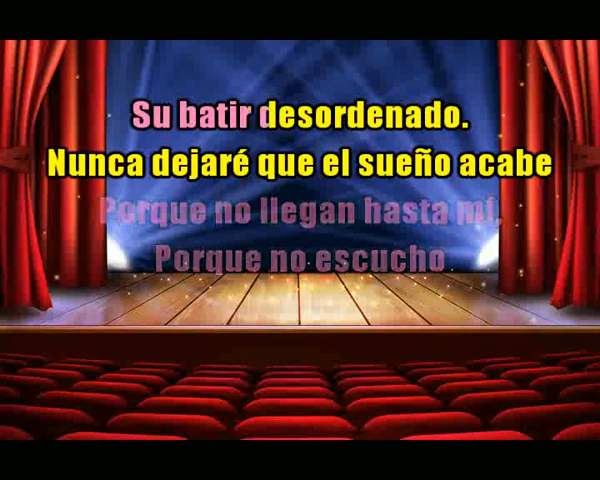 Su batir desordenado.
Nunca dejaré que el sueño acabe
Porque no llegan hasta mí,
Porque no escucho